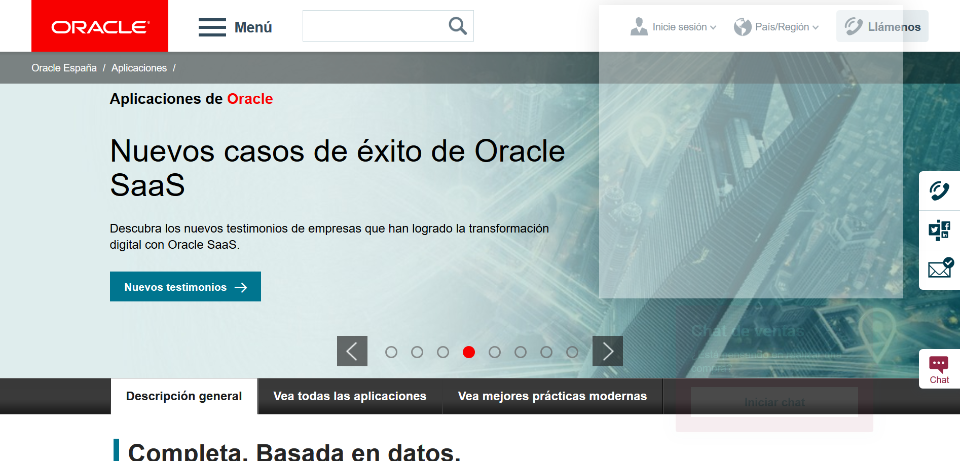 ORACLE
Menú
Inicie sesión
País/Región
Llámenos
Oracle España / Aplicaciones /
Aplicaciones de Oracle
Nuevos casos de éxito de Oracle
SaaS
Descubra los nuevos testimonios de empresas que han logrado la transformación
digital con Oracle SaaS.
Nuevos testimonios
Chat de ventas
Iniciar chat
Chat
Descripción general
Vea todas las aplicaciones
Vea mejores prácticas modernas
Completa. Basada en datos.